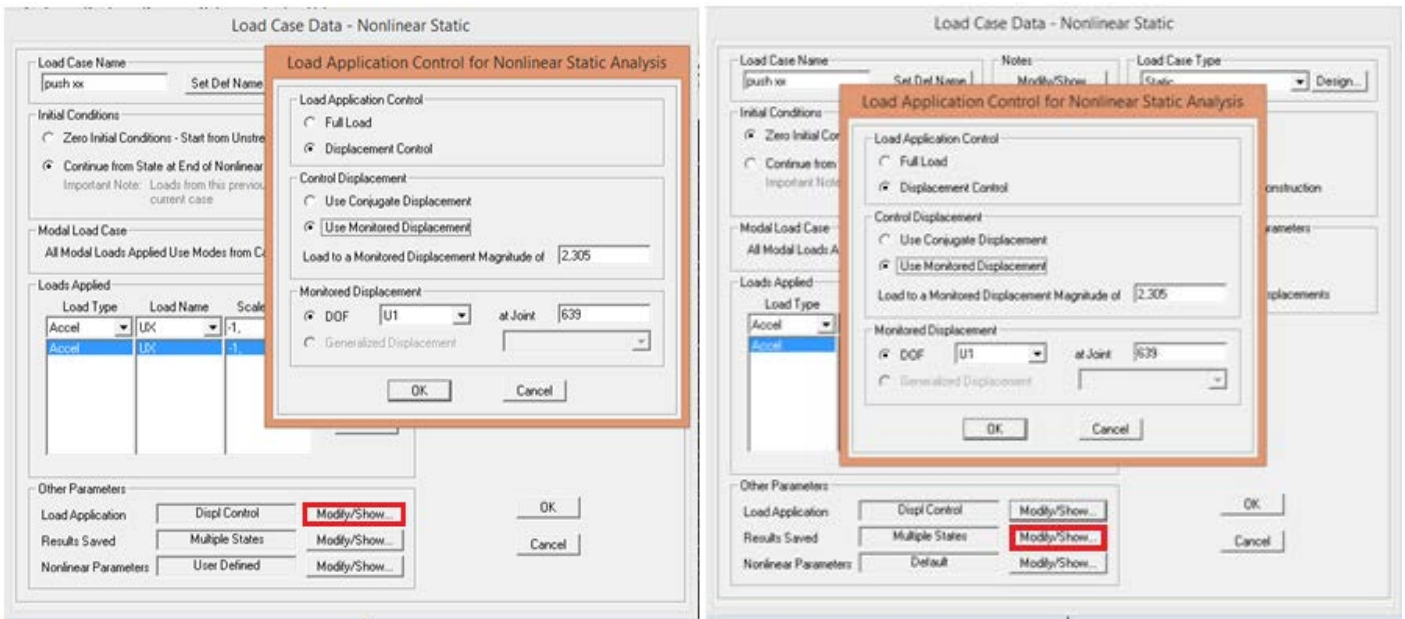 Load Case Data - Nonlinear Static
Load Case Name
push xx
Set Def Name
Initial Conditions
Zero Initial Conditions - Start from Unstre
Continue from State at End of Nonlinear
Important Note: Loads from this previou
current case
Modal Load Case
All Modal Loads Applied Use Modes from Ca
Loads Applied
Load Type Load Name Scale
Accel UX -1,
Accel UX -1,
Other Parameters
Load Application Displ Control Modify/Show...
Results Saved Multiple States Modify/Show...
Nonlinear Parameters User Defined Modify/Show...
OK
Cancel
Load Application Control for Nonlinear Static Analysis
Load Application Control
Full Load
Displacement Control
Control Displacement
Use Conjugate Displacement
Use Monitored Displacement
Load to a Monitored Displacement Magnitude of 2,305
Monitored Displacement
DOF U1 at Joint 639
Generalized Displacement
OK Cancel
Load Case Data - Nonlinear Static
Load Case Name
push xx
Set Def Name
Notes
Modify/Show
Load Case Type
Static
Design...
Initial Conditions
Zero Initial Con
Continue from
Important Note
onstruction
Modal Load Case
All Modal Loads A
rameters
Loads Applied
Load Type
Accel
Accel
splacements
Other Parameters
Load Application Displ Control Modify/Show...
Results Saved Multiple States Modify/Show...
Nonlinear Parameters Default Modify/Show...
OK
Cancel
Load Application Control for Nonlinear Static Analysis
Load Application Control
Full Load
Displacement Control
Control Displacement
Use Conjugate Displacement
Use Monitored Displacement
Load to a Monitored Displacement Magnitude of 2,305
Monitored Displacement
DOF U1 at Joint 639
Generalized Displacement
OK Cancel